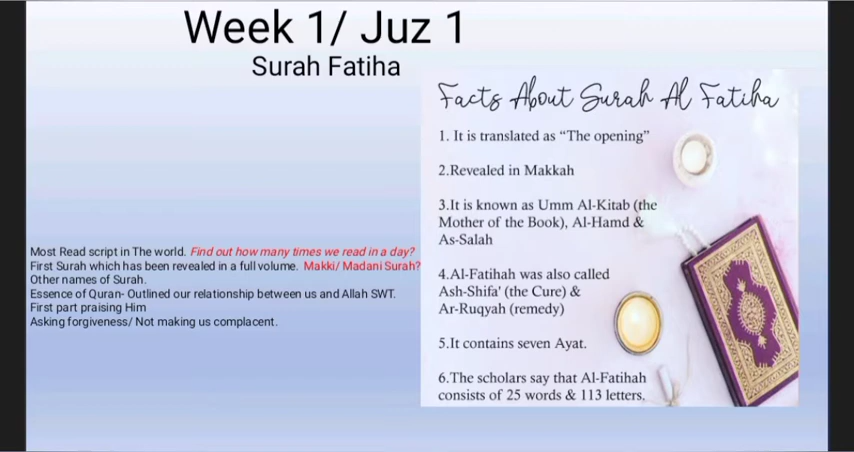 Week 1/ Juz 1
Surah Fatiha
Most Read script in The world. Find out how many times we read in a day?
First Surah which has been revealed in a full volume. Makki/ Madani Surah?
Other names of Surah.
Essence of Quran- Outlined our relationship between us and Allah SWT.
First part praising Him
Asking forgiveness/ Not making us complacent.
Facts About Surah Al Fatiha
1. It is translated as “The opening”
2.Revealed in Makkah
3.It is known as Umm Al-Kitab (the
Mother of the Book), Al-Hamd &
As-Salah
4.Al-Fatihah was also called
Ash-Shifa' (the Cure) &
Ar-Ruqyah (remedy)
5.It contains seven Ayat.
6.The scholars say that Al-Fatihah
consists of 25 words & 113 letters.